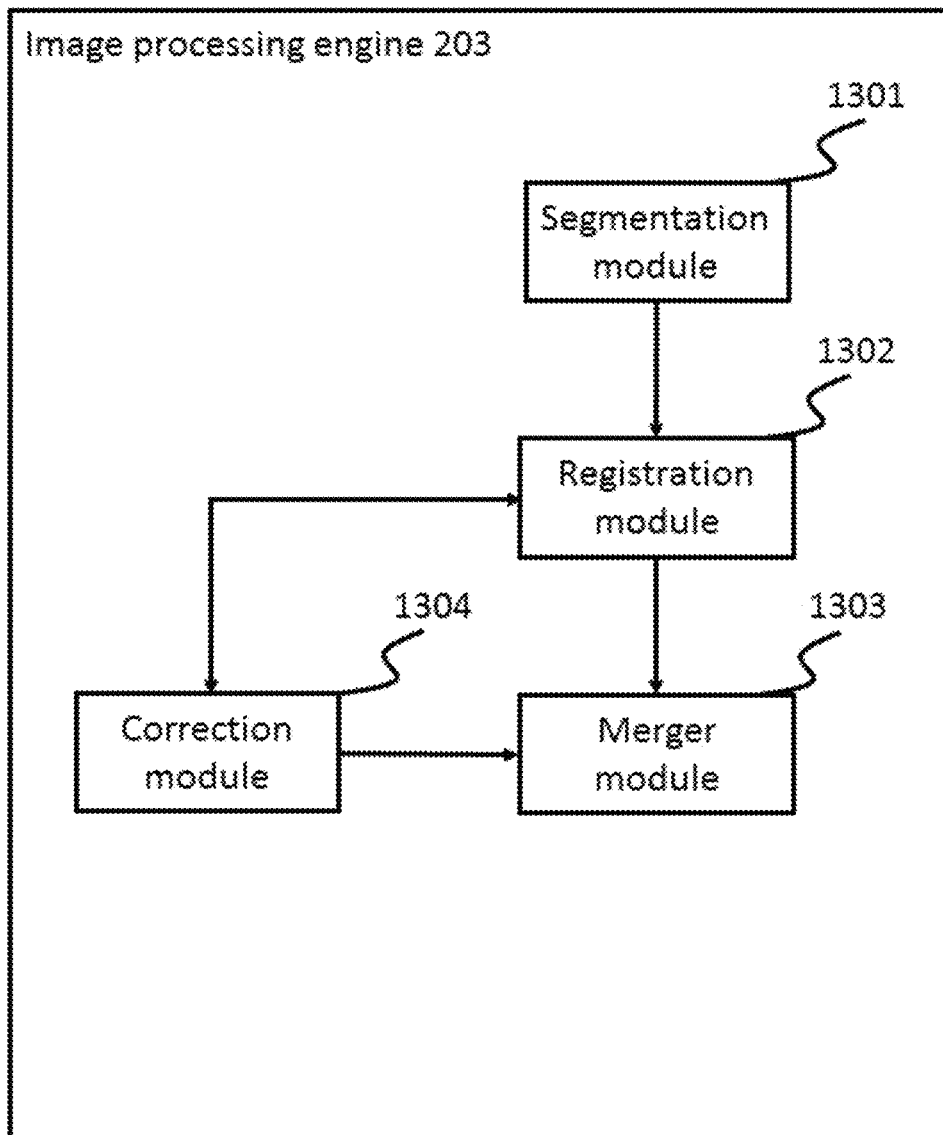 Image processing engine 203
1301
Segmentation
module
1302
Registration
module
1304
1303
Correction
module
Merger
module